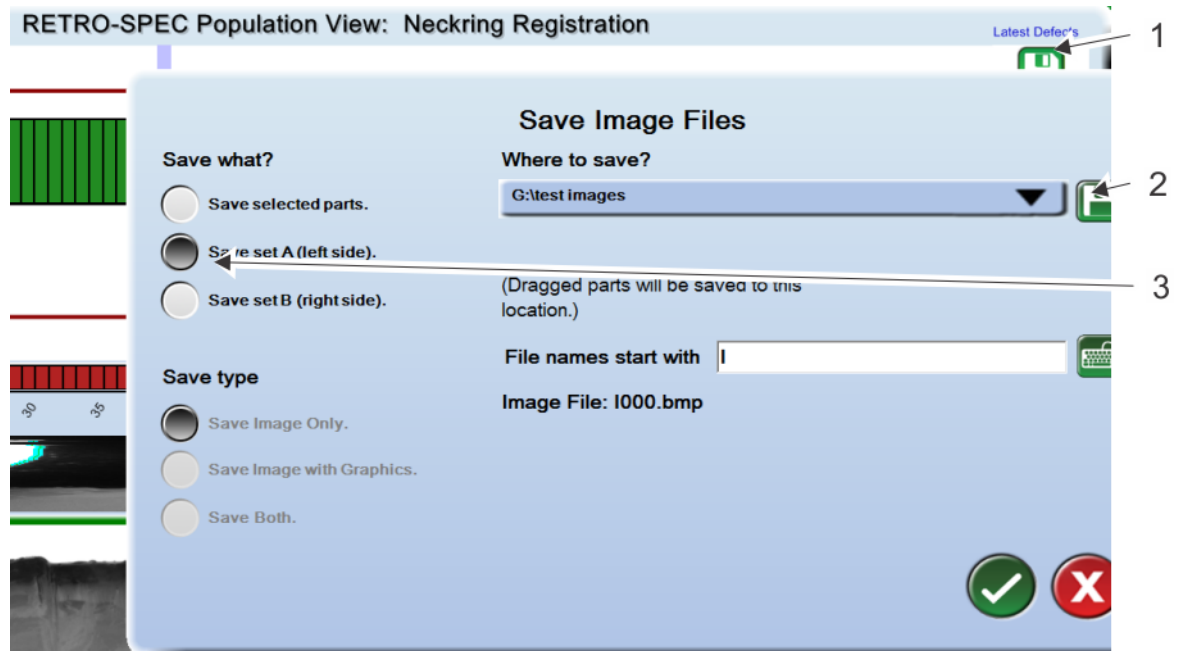 RETRO-SPEC Population View: Neckring Registration
Latest Defects
1
Save Image Files
Save what?
Where to save?
G:\test images
2
Save selected parts.
Save set A (left side).
Save set B (right side).
(Dragged parts will be saved to this
location.)
3
File names start with I
Save type
Image File: I000.bmp
30 35
Save Image Only.
Save Image with Graphics.
Save Both.